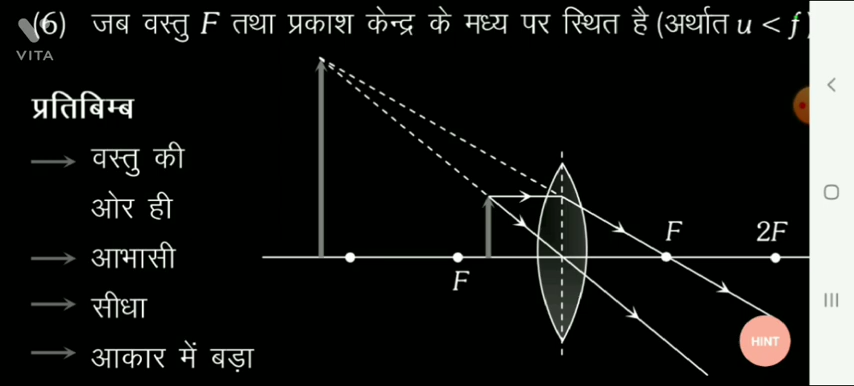 (6) जब वस्तु F तथा प्रकाश केन्द्र के मध्य पर स्थित है (अर्थात u < f)
VITA
प्रतिबिम्ब
वस्तु की
ओर ही
आभासी
सीधा
आकार में बड़ा
F
F
2F
HINT